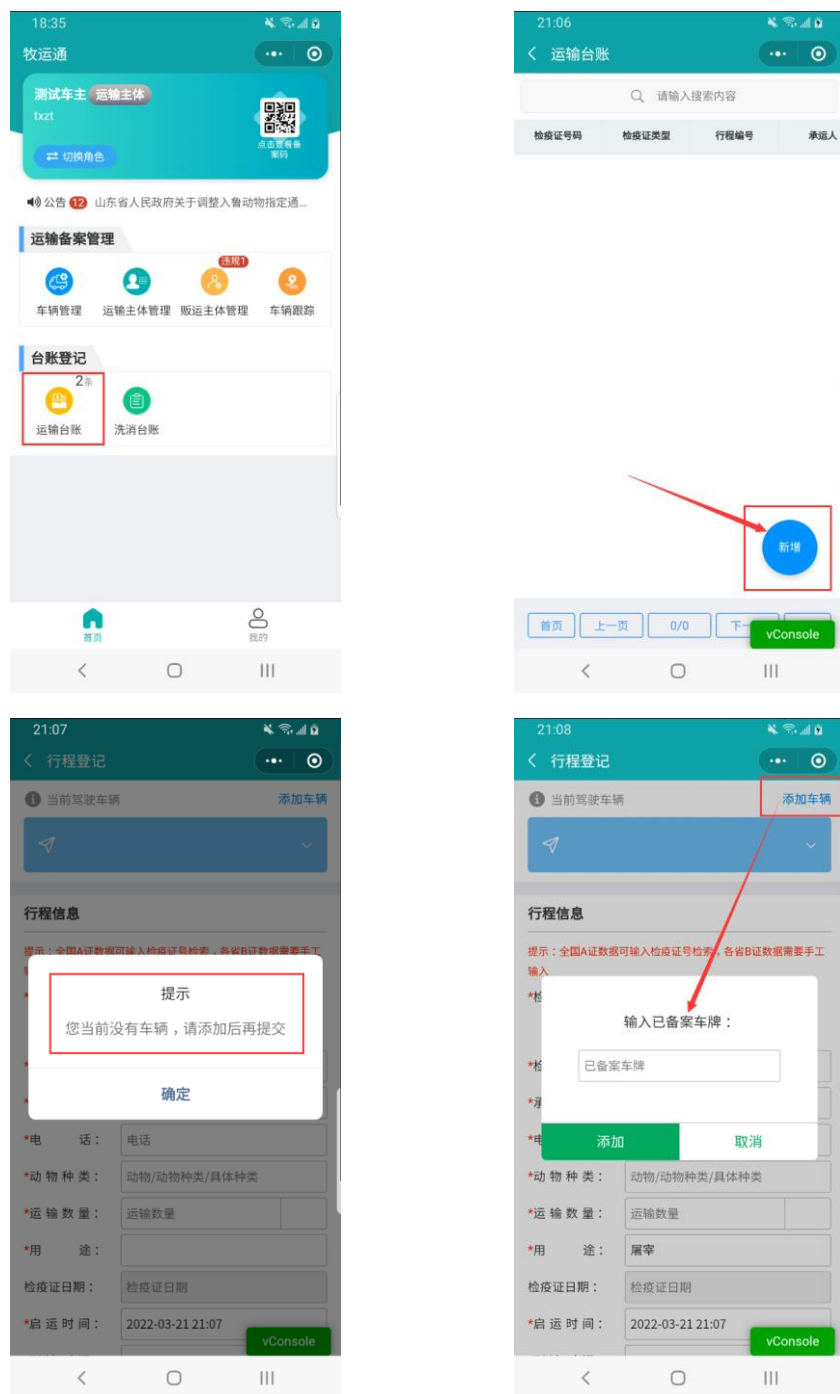 18:35
牧运通
测试车主 运输主体
txzt
切换角色
点击查看备
案码
公告 12 山东省人民政府关于调整入鲁动物指定通...
运输备案管理
违规1
车辆管理 运输主体管理 贩运主体管理 车辆跟踪
台账登记
2条
运输台账 洗消台账
首页 我的
21:06
运输台账
请输入搜索内容
检疫证号码 检疫证类型 行程编号 承运人
新增
首页 上一页 0/0 下一
vConsole
21:07
行程登记
当前驾驶车辆 添加车辆
行程信息
提示：全国A证数据可输入检疫证号检索，各省B证数据需要手工
提示
您当前没有车辆，请添加后再提交
确定
*电 话： 电话
*动物种类： 动物/动物种类/具体种类
*运输数量： 运输数量
*用 途：
检疫证日期： 检疫证日期
*启运时间： 2022-03-21 21:07
vConsole
21:08
行程登记
当前驾驶车辆 添加车辆
行程信息
提示：全国A证数据可输入检疫证号检索，各省B证数据需要手工
输入
*检
输入已备案车牌：
*检 已备案车牌
*承
*电 添加 取消
*动物种类： 动物/动物种类/具体种类
*运输数量： 运输数量
*用 途： 屠宰
检疫证日期： 检疫证日期
*启运时间： 2022-03-21 21:07
vConsole